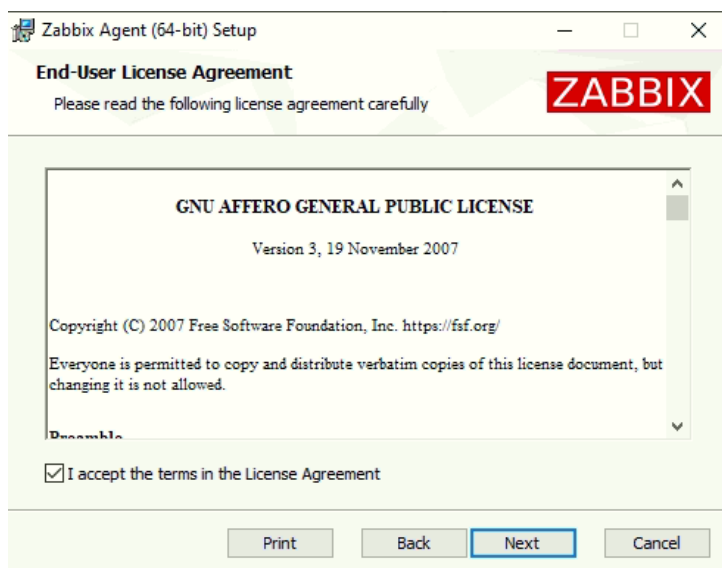 Zabbix Agent (64-bit) Setup
End-User License Agreement
Please read the following license agreement carefully
ZABBIX
GNU AFFERO GENERAL PUBLIC LICENSE
Version 3, 19 November 2007
Copyright (C) 2007 Free Software Foundation, Inc. https://fsf.org/
Everyone is permitted to copy and distribute verbatim copies of this license document, but
changing it is not allowed.
Preamble
I accept the terms in the License Agreement
Print
Back
Next
Cancel